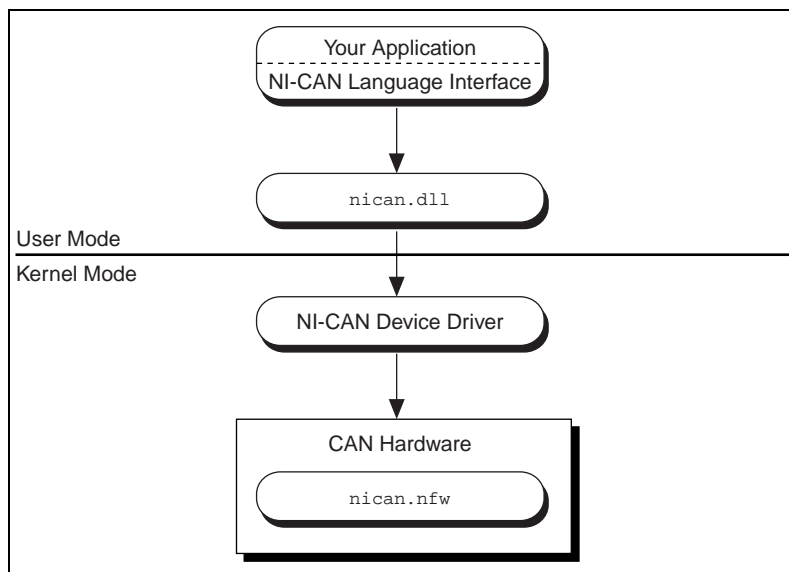 Your Application
NI-CAN Language Interface
nican.dll
User Mode
Kernel Mode
NI-CAN Device Driver
CAN Hardware
nican.nfw